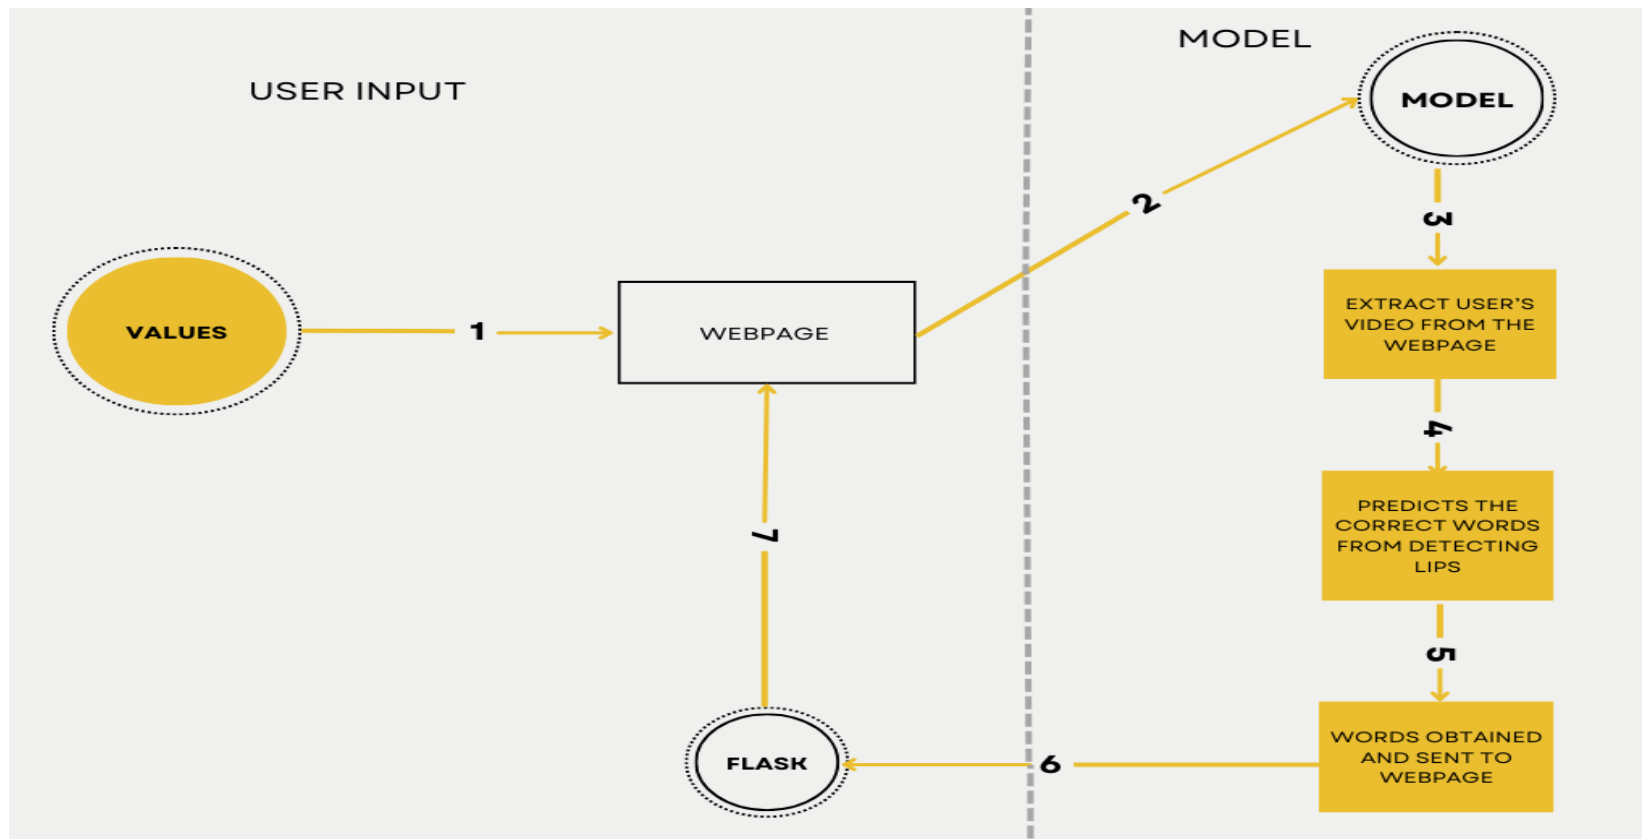 USER INPUT
MODEL
MODEL
VALUES
1
WEBPAGE
2
3
EXTRACT USER'S
VIDEO FROM THE
WEBPAGE
4
PREDICTS THE
CORRECT WORDS
FROM DETECTING
LIPS
5
WORDS OBTAINED
AND SENT TO
WEBPAGE
6
FLASK
7